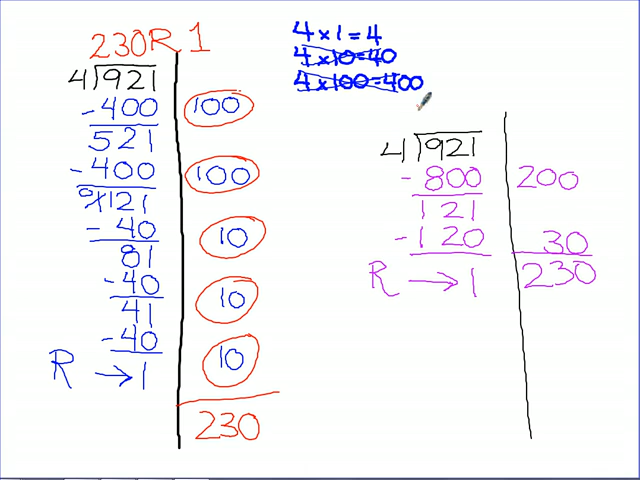 230R 1
4)921
-400 100
521
-400 100
0121
-40 10
81
-40 10
41
-40 10
R → 1
230
4 x 1 = 4
4 x 10 = 40
4 x 100 = 400
4)921
-800 200
121
-120 30
R → 1 230